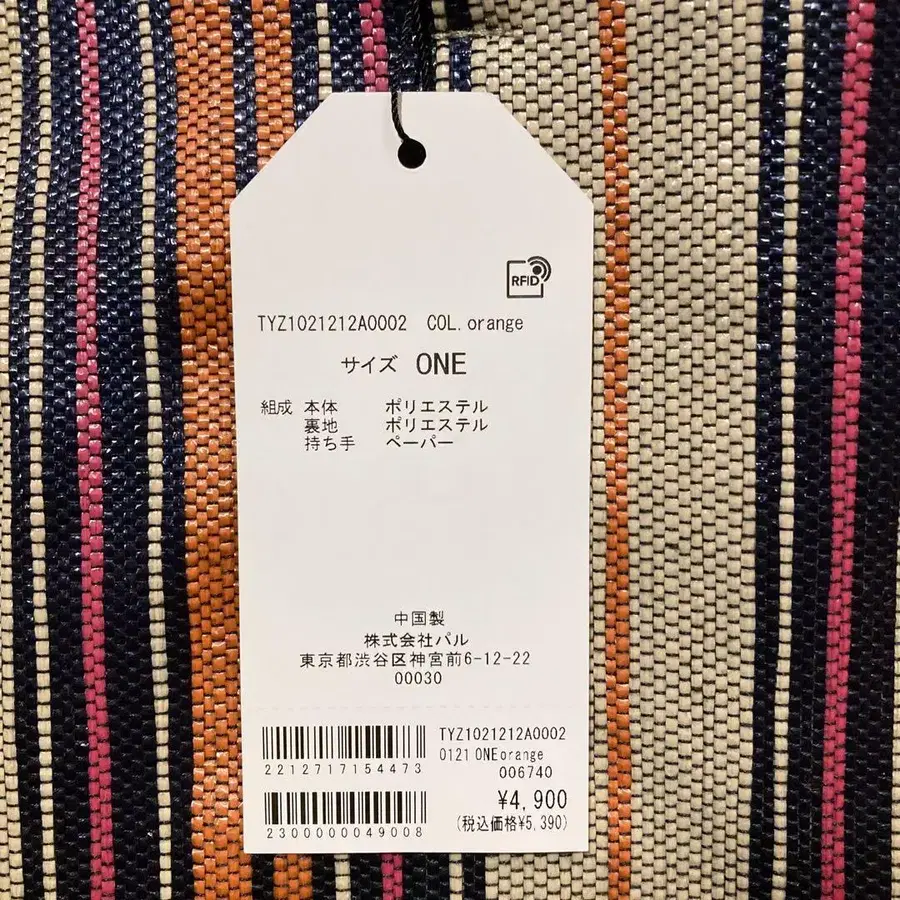 RFID
TYZ1021212A0002 COL.orange
サイズ ONE
組成 本体 ポリエステル
裏地 ポリエステル
持ち手 ペーパー
中国製
株式会社パル
東京都渋谷区神宮前6-12-22
00030
TYZ1021212A0002
0121 ONEorange
2212717154473
006740
¥4,900
(税込価格¥5,390)
2300000049008